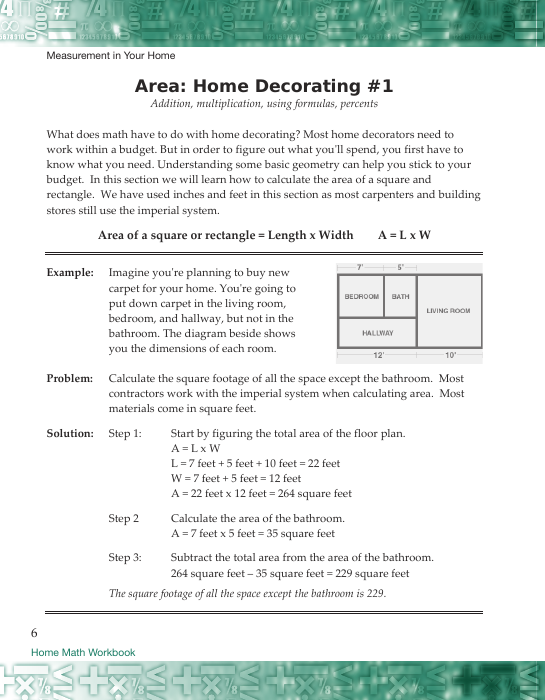 Measurement in Your Home
Area: Home Decorating #1
Addition, multiplication, using formulas, percents
What does math have to do with home decorating? Most home decorators need to
work within a budget. But in order to figure out what you'll spend, you first have to
know what you need. Understanding some basic geometry can help you stick to your
budget. In this section we will learn how to calculate the area of a square and
rectangle. We have used inches and feet in this section as most carpenters and building
stores still use the imperial system.
Area of a square or rectangle = Length x Width A = L x W
Example: Imagine you're planning to buy new
carpet for your home. You're going to
put down carpet in the living room,
bedroom, and hallway, but not in the
bathroom. The diagram beside shows
you the dimensions of each room.
7' 5'
BEDROOM BATH
LIVING ROOM
HALLWAY
12' 10'
Problem: Calculate the square footage of all the space except the bathroom. Most
contractors work with the imperial system when calculating area. Most
materials come in square feet.
Solution: Step 1: Start by figuring the total area of the floor plan.
A = L x W
L = 7 feet + 5 feet + 10 feet = 22 feet
W = 7 feet + 5 feet = 12 feet
A = 22 feet x 12 feet = 264 square feet
Step 2 Calculate the area of the bathroom.
A = 7 feet x 5 feet = 35 square feet
Step 3: Subtract the total area from the area of the bathroom.
264 square feet – 35 square feet = 229 square feet
The square footage of all the space except the bathroom is 229.
6
Home Math Workbook